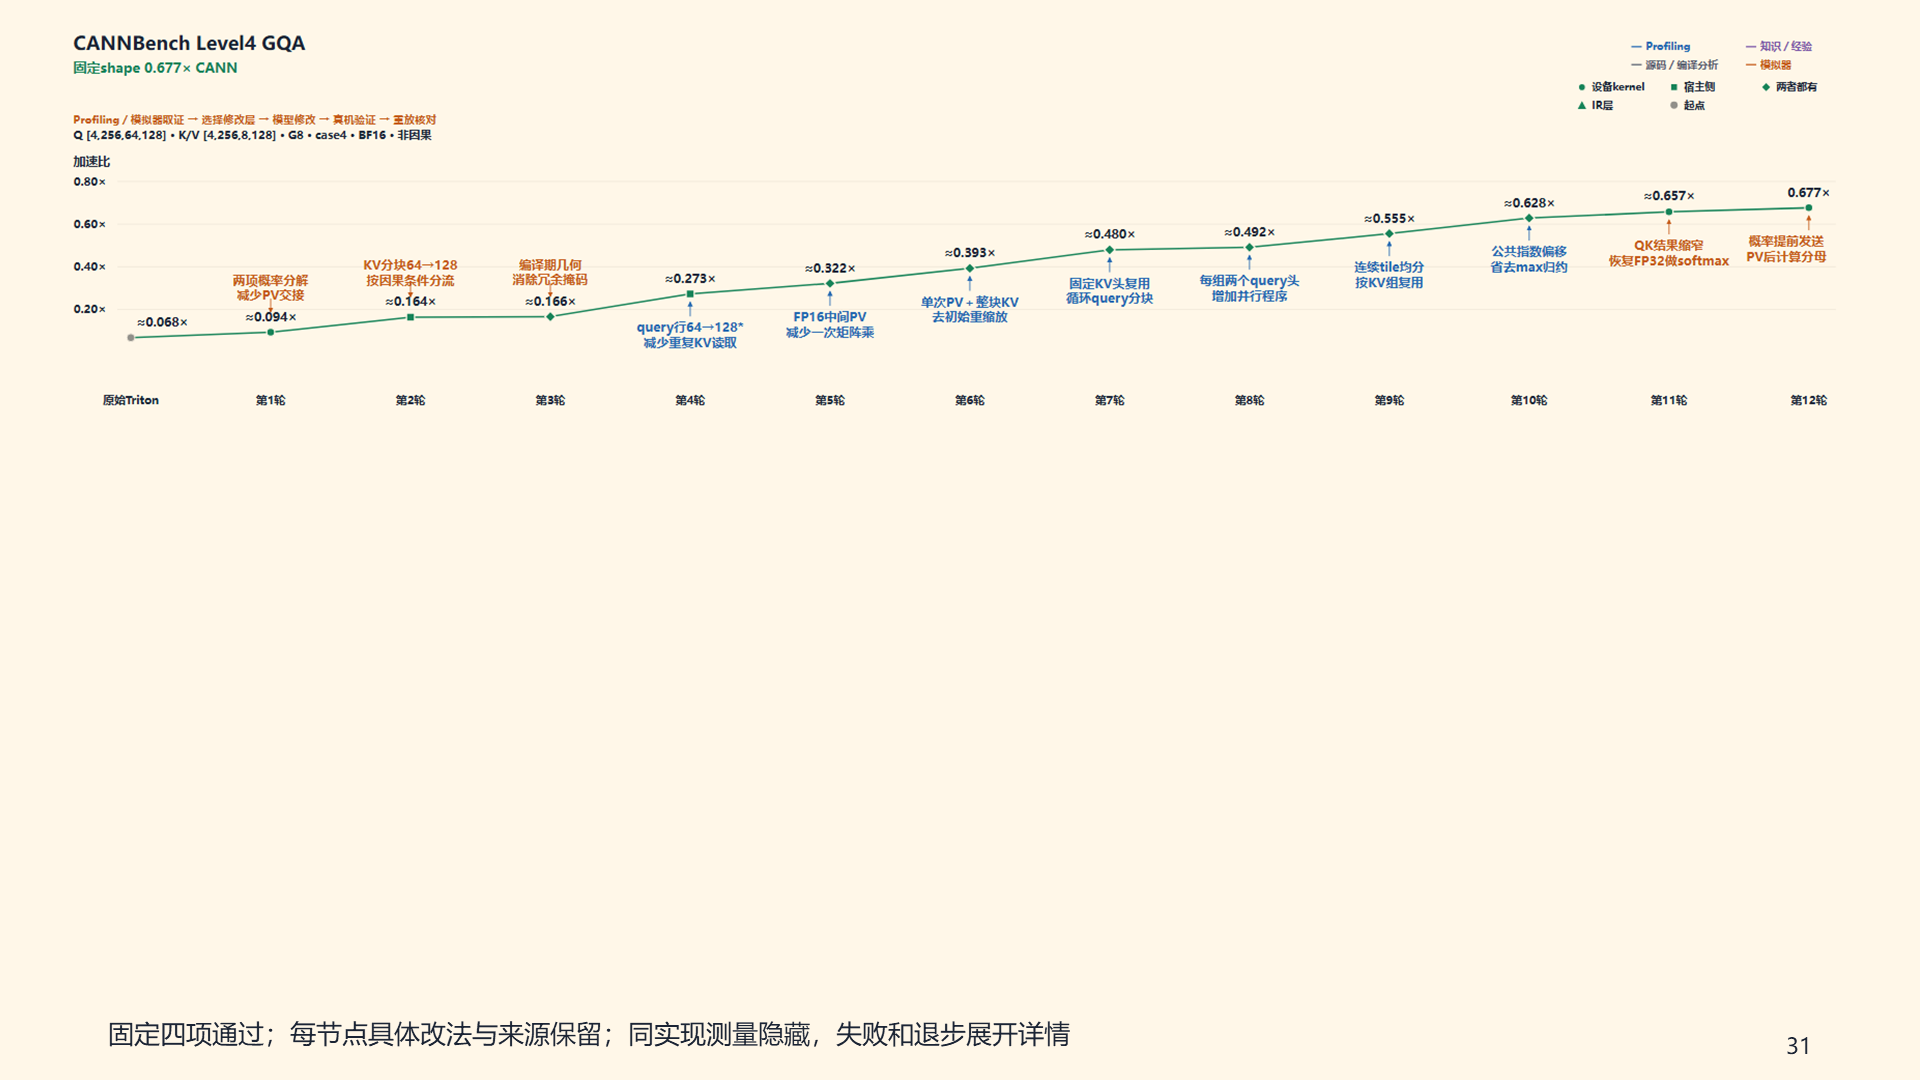 CANNBench Level4 GQA
固定shape 0.677× CANN
— Profiling
— 知识 / 经验
— 源码 / 编译分析
— 模拟器
● 设备kernel
■ 宿主侧
◆ 两者都有
▲ IR层
● 起点
Profiling / 模拟器取证 → 选择修改层 → 模型修改 → 真机验证 → 重放核对
Q [4,256,64,128] • K/V [4,256,8,128] • G8 • case4 • BF16 • 非因果
加速比
0.80×
0.60×
0.40×
0.20×
≈0.068×
两项概率分解
减少PV交接
≈0.094×
KV分块64→128
按因果条件分流
≈0.164×
编译期几何
消除冗余掩码
≈0.166×
≈0.273×
query行64→128*
减少重复KV读取
≈0.322×
FP16中间PV
减少一次矩阵乘
≈0.393×
单次PV + 整块KV
去初始重缩放
≈0.480×
固定KV头复用
循环query分块
≈0.492×
每组两个query头
增加并行程序
≈0.555×
连续tile均分
按KV组复用
≈0.628×
公共指数偏移
省去max归约
≈0.657×
QK结果缩窄
恢复FP32做softmax
0.677×
概率提前发送
PV后计算分母
原始Triton
第1轮
第2轮
第3轮
第4轮
第5轮
第6轮
第7轮
第8轮
第9轮
第10轮
第11轮
第12轮
固定四项通过；每节点具体改法与来源保留；同实现测量隐藏，失败和退步展开详情
31